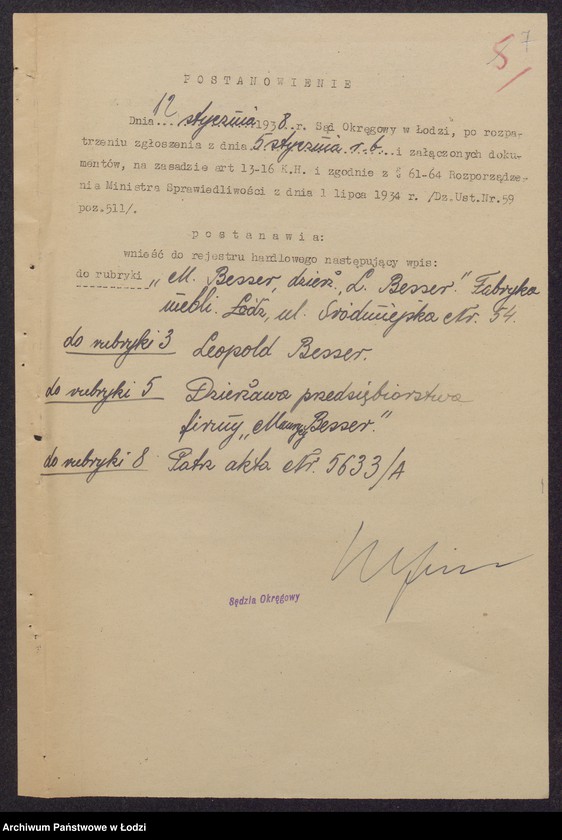 7
5
POSTANOWIENIE
Dnia 12 stycznia 1938 r. Sąd Okręgowy w Łodzi, po rozpa-
trzeniu zgłoszenia z dnia 5 stycznia r.b. i załączonych doku-
mentów, na zasadzie art 13-16 K.H. i zgodnie z § 61-64 Rozporządze-
nia Ministra Sprawiedliwości z dnia 1 lipca 1934 r. /Dz.Ust.Nr.59
poz.511/.
postanawia:
wnieść do rejestru handlowego następujący wpis:
do rubryki „M. Besser, dzierż. L. Besser." Fabryka
mebli. Łódź, ul. Śródmiejska Nr. 54.
do rubryki 3 Leopold Besser.
do rubryki 5 Dzierżawa przedsiębiorstwa
firmy „Maurycy Besser."
do rubryki 8 Patrz akta Nr. 5633/A
Sędzia Okręgowy
Archiwum Państwowe w Łodzi